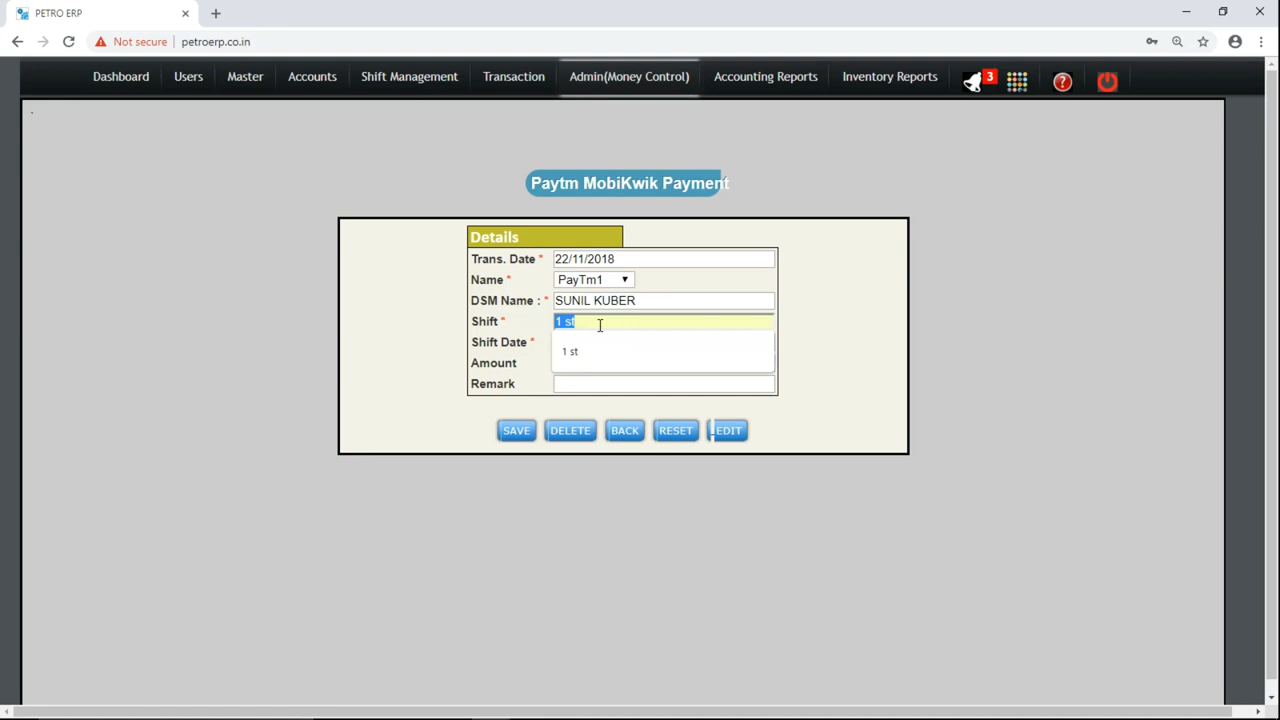 PETRO ERP
Not secure petroerp.co.in
Dashboard Users Master Accounts Shift Management Transaction Admin(Money Control) Accounting Reports Inventory Reports 3 ?
Paytm MobiKwik Payment
Details
Trans. Date * 22/11/2018
Name * PayTm1
DSM Name : * SUNIL KUBER
Shift * 1 st
Shift Date *
1 st
Amount
Remark
SAVE DELETE BACK RESET EDIT